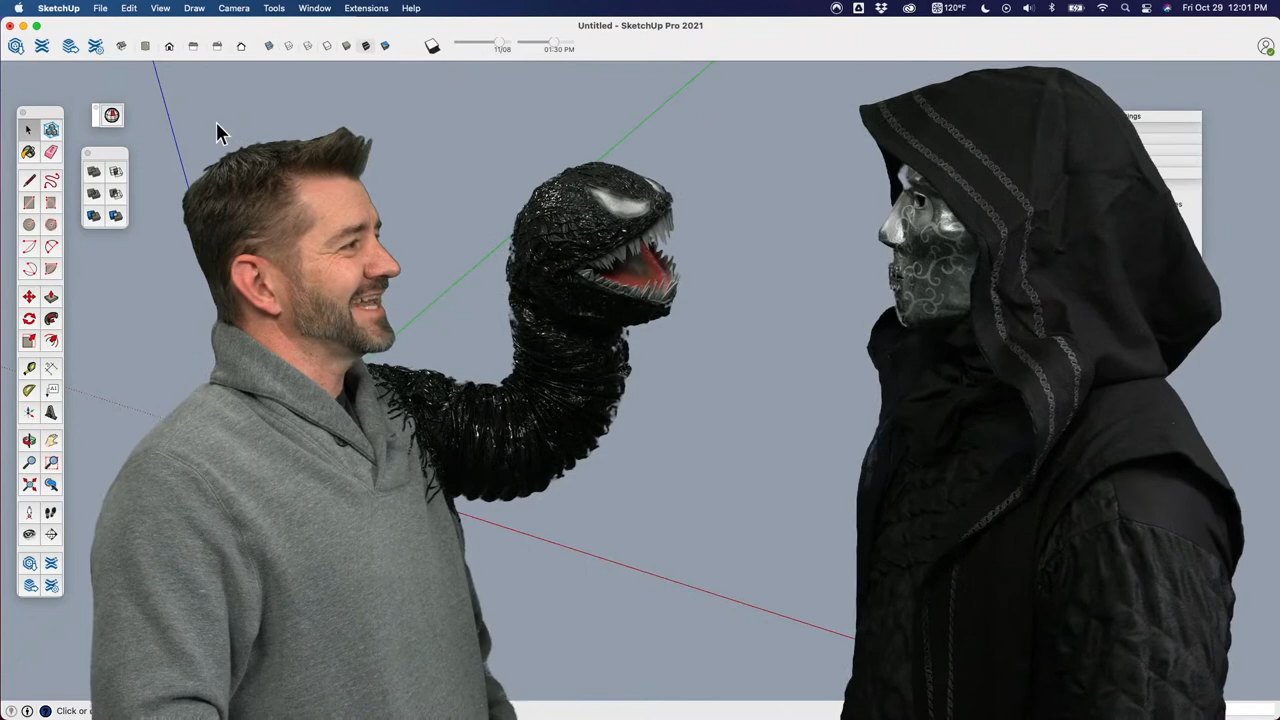 SketchUp File Edit View Draw Camera Tools Window Extensions Help
120°F Fri Oct 29 12:01 PM
Untitled - SketchUp Pro 2021
11/08 01:30 PM
Click or